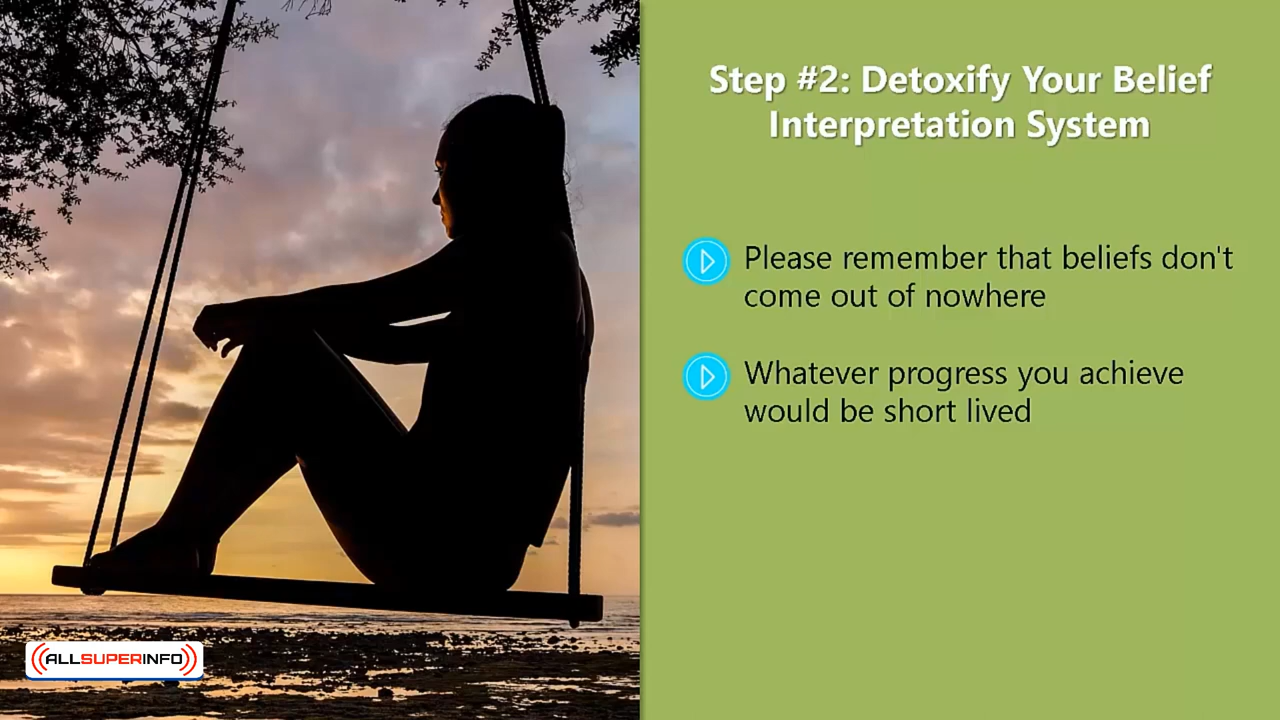 Step #2: Detoxify Your Belief
Interpretation System
Please remember that beliefs don't
come out of nowhere
Whatever progress you achieve
would be short lived
ALLSUPERINFO